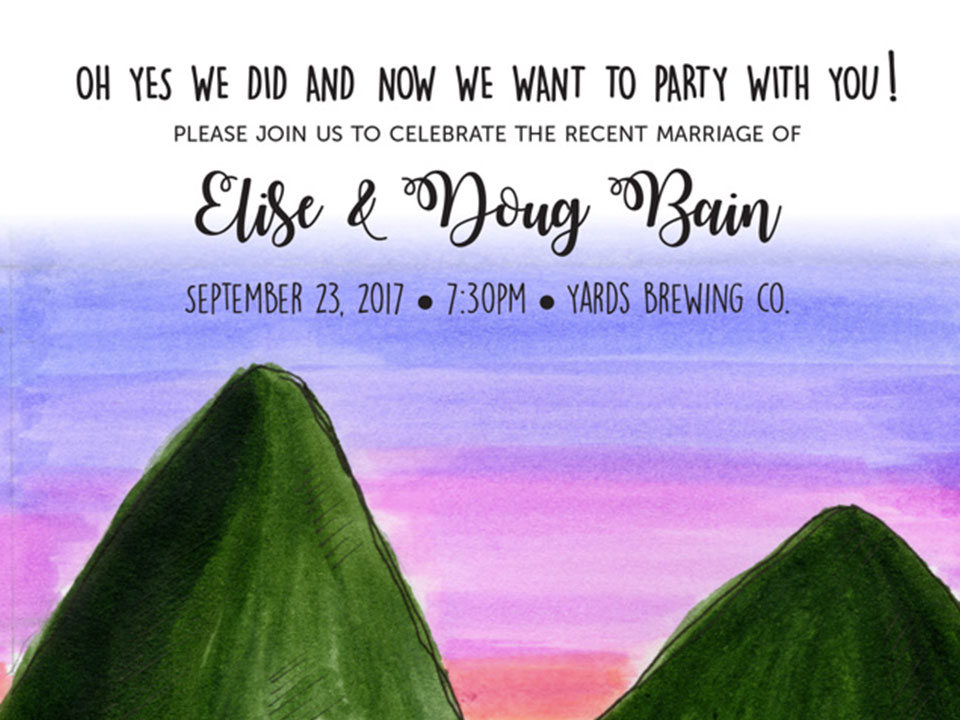 OH YES WE DID AND NOW WE WANT TO PARTY WITH YOU!
PLEASE JOIN US TO CELEBRATE THE RECENT MARRIAGE OF
Elise & Doug Bain
SEPTEMBER 23, 2017 • 7:30PM • YARDS BREWING CO.